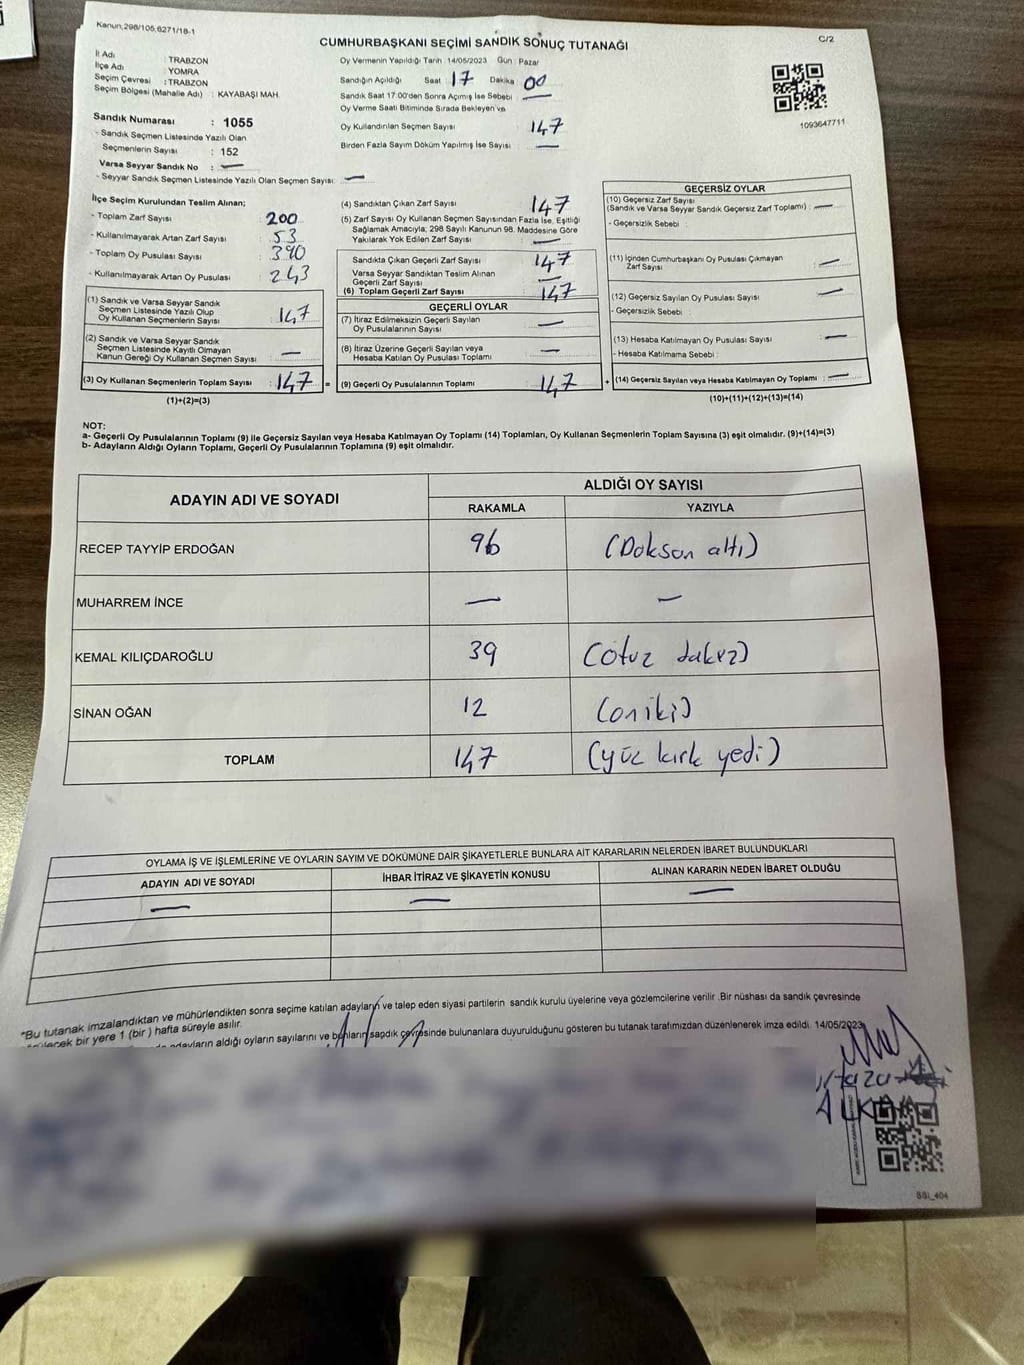 Kanun:298/105,6271/18-1
C/2
CUMHURBAŞKANI SEÇİMİ SANDIK SONUÇ TUTANAĞI
İl Adı : TRABZON
İlçe Adı : YOMRA
Seçim Çevresi : TRABZON
Seçim Bölgesi (Mahalle Adı) : KAYABAŞI MAH.
Sandık Numarası : 1055
- Sandık Seçmen Listesinde Yazılı Olan
Seçmenlerin Sayısı : 152
Varsa Seyyar Sandık No : —
- Seyyar Sandık Seçmen Listesinde Yazılı Olan Seçmen Sayısı: —
Oy Vermenin Yapıldığı Tarih : 14/05/2023 Gün : Pazar
Sandığın Açıldığı Saat : 17 Dakika 00
Sandık Saat 17.00'den Sonra Açımış İse Sebebi : —
Oy Verme Saati Bitiminde Sırada Bekleyen ve
Oy Kullandırılan Seçmen Sayısı 147
Birden Fazla Sayım Döküm Yapılmış İse Sayısı : —
1093647711
İlçe Seçim Kurulundan Teslim Alınan;
- Toplam Zarf Sayısı : 200
- Kullanılmayarak Artan Zarf Sayısı : 53
- Toplam Oy Pusulası Sayısı : 390
- Kullanılmayarak Artan Oy Pusulası : 243
(1) Sandık ve Varsa Seyyar Sandık
Seçmen Listesinde Yazılı Olup
Oy Kullanan Seçmenlerin Sayısı : 147
(2) Sandık ve Varsa Seyyar Sandık
Seçmen Listesinde Kayıtlı Olmayan
Kanun Gereği Oy Kullanan Seçmen Sayısı : —
(3) Oy Kullanan Seçmenlerin Toplam Sayısı : 147 =
(1)+(2)=(3)
(4) Sandıktan Çıkan Zarf Sayısı : 147
(5) Zarf Sayısı Oy Kullanan Seçmen Sayısından Fazla İse, Eşitliği
Sağlamak Amacıyla, 298 Sayılı Kanunun 98. Maddesine Göre
Yakılarak Yok Edilen Zarf Sayısı : —
Sandıkta Çıkan Geçerli Zarf Sayısı : 147
Varsa Seyyar Sandıktan Teslim Alınan
Geçerli Zarf Sayısı : —
(6) Toplam Geçerli Zarf Sayısı : 147
GEÇERLİ OYLAR
(7) İtiraz Edilmeksizin Geçerli Sayılan
Oy Pusulasının Sayısı : —
(8) İtiraz Üzerine Geçerli Sayılan veya
Hesaba Katılan Oy Pusulası Toplamı : —
(9) Geçerli Oy Pusulalarının Toplamı : 147 +
GEÇERSİZ OYLAR
(10) Geçersiz Zarf Sayısı
(Sandık ve Varsa Seyyar Sandık Geçersiz Zarf Toplamı) : —
- Geçersizlik Sebebi :
(11) İçinden Cumhurbaşkanı Oy Pusulası Çıkmayan
Zarf Sayısı : —
(12) Geçersiz Sayılan Oy Pusulası Sayısı : —
- Geçersizlik Sebebi :
(13) Hesaba Katılmayan Oy Pusulası Sayısı : —
- Hesaba Katılmama Sebebi :
(14) Geçersiz Sayılan veya Hesaba Katılmayan Oy Toplamı : —
(10)+(11)+(12)+(13)=(14)
NOT:
a- Geçerli Oy Pusulalarının Toplamı (9) ile Geçersiz Sayılan veya Hesaba Katılmayan Oy Toplamı (14) Toplamları, Oy Kullanan Seçmenlerin Toplam Sayısına (3) eşit olmalıdır. (9)+(14)=(3)
b- Adayların Aldığı Oyların Toplamı, Geçerli Oy Pusulalarının Toplamına (9) eşit olmalıdır.
ADAYIN ADI VE SOYADI
ALDIĞI OY SAYISI
RAKAMLA YAZIYLA
RECEP TAYYİP ERDOĞAN 96 (Dokson altı)
MUHARREM İNCE — —
KEMAL KILIÇDAROĞLU 39 (otuz dakuz)
SİNAN OĞAN 12 (oniki)
TOPLAM 147 (yüz kırk yedi)
OYLAMA İŞ VE İŞLEMLERİNE VE OYLARIN SAYIM VE DÖKÜMÜNE DAİR ŞİKAYETLERLE BUNLARA AİT KARARLARIN NELERDEN İBARET BULUNDUKLARI
ADAYIN ADI VE SOYADI İHBAR İTİRAZ VE ŞİKAYETİN KONUSU ALINAN KARARIN NEDEN İBARET OLDUĞU
— — —
"Bu tutanak imzalandıktan ve mühürlendikten sonra seçime katılan adayların ve talep eden siyasi partilerin sandık kurulu üyelerine veya gözlemcilerine verilir .Bir nüshası da sandık çevresinde
bir yere 1 (bir ) hafta süreyle asılır.
adayların aldığı oyların sayılarını ve bunların sandık çevresinde bulunanlara duyurulduğunu gösteren bu tutanak tarafımızdan düzenlenerek imza edildi. 14/05/2023
SSI_404